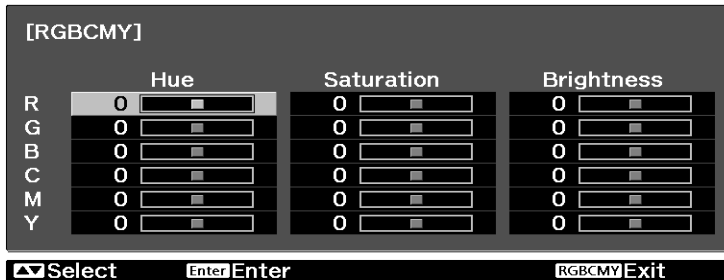 [RGBCMY]
Hue Saturation Brightness
R 0 0 0
G 0 0 0
B 0 0 0
C 0 0 0
M 0 0 0
Y 0 0 0
Select Enter Enter RGBCMY Exit